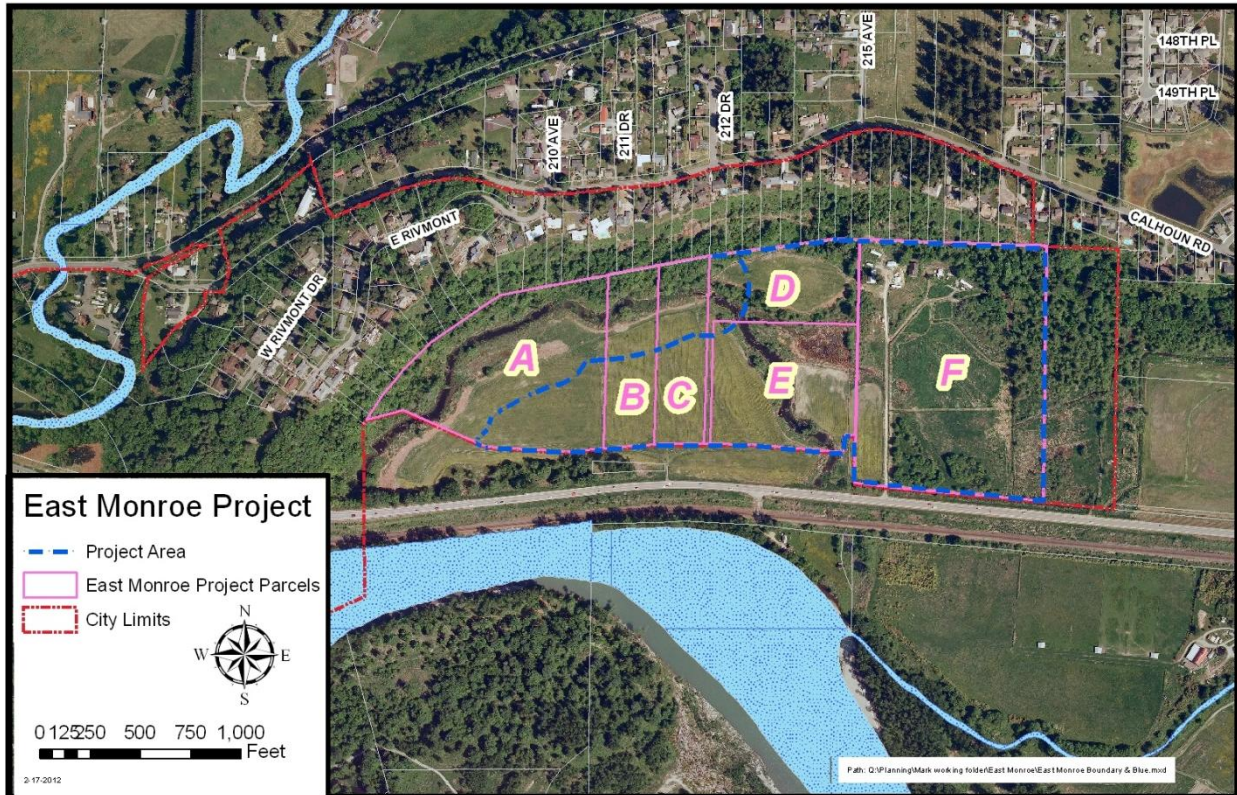 148TH PL
149TH PL
215 AVE
212 DR
211 DR
210 AVE
E RIVMONT
W RIVMONT DR
CALHOUN RD
A
B
C
D
E
F
East Monroe Project
Project Area
East Monroe Project Parcels
City Limits
N
W E
S
0 125 250 500 750 1,000
Feet
2-17-2012
Path: Q:\Planning\Mark working folder\East Monroe\East Monroe Boundary & Blue.mxd